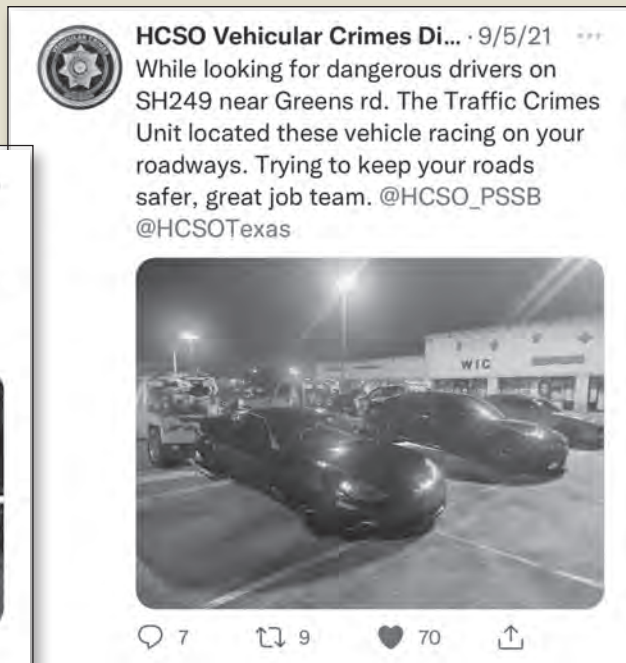 HCSO Vehicular Crimes Di... · 9/5/21
While looking for dangerous drivers on
SH249 near Greens rd. The Traffic Crimes
Unit located these vehicle racing on your
roadways. Trying to keep your roads
safer, great job team. @HCSO_PSSB
@HCSOTexas
WIC
7 9 70